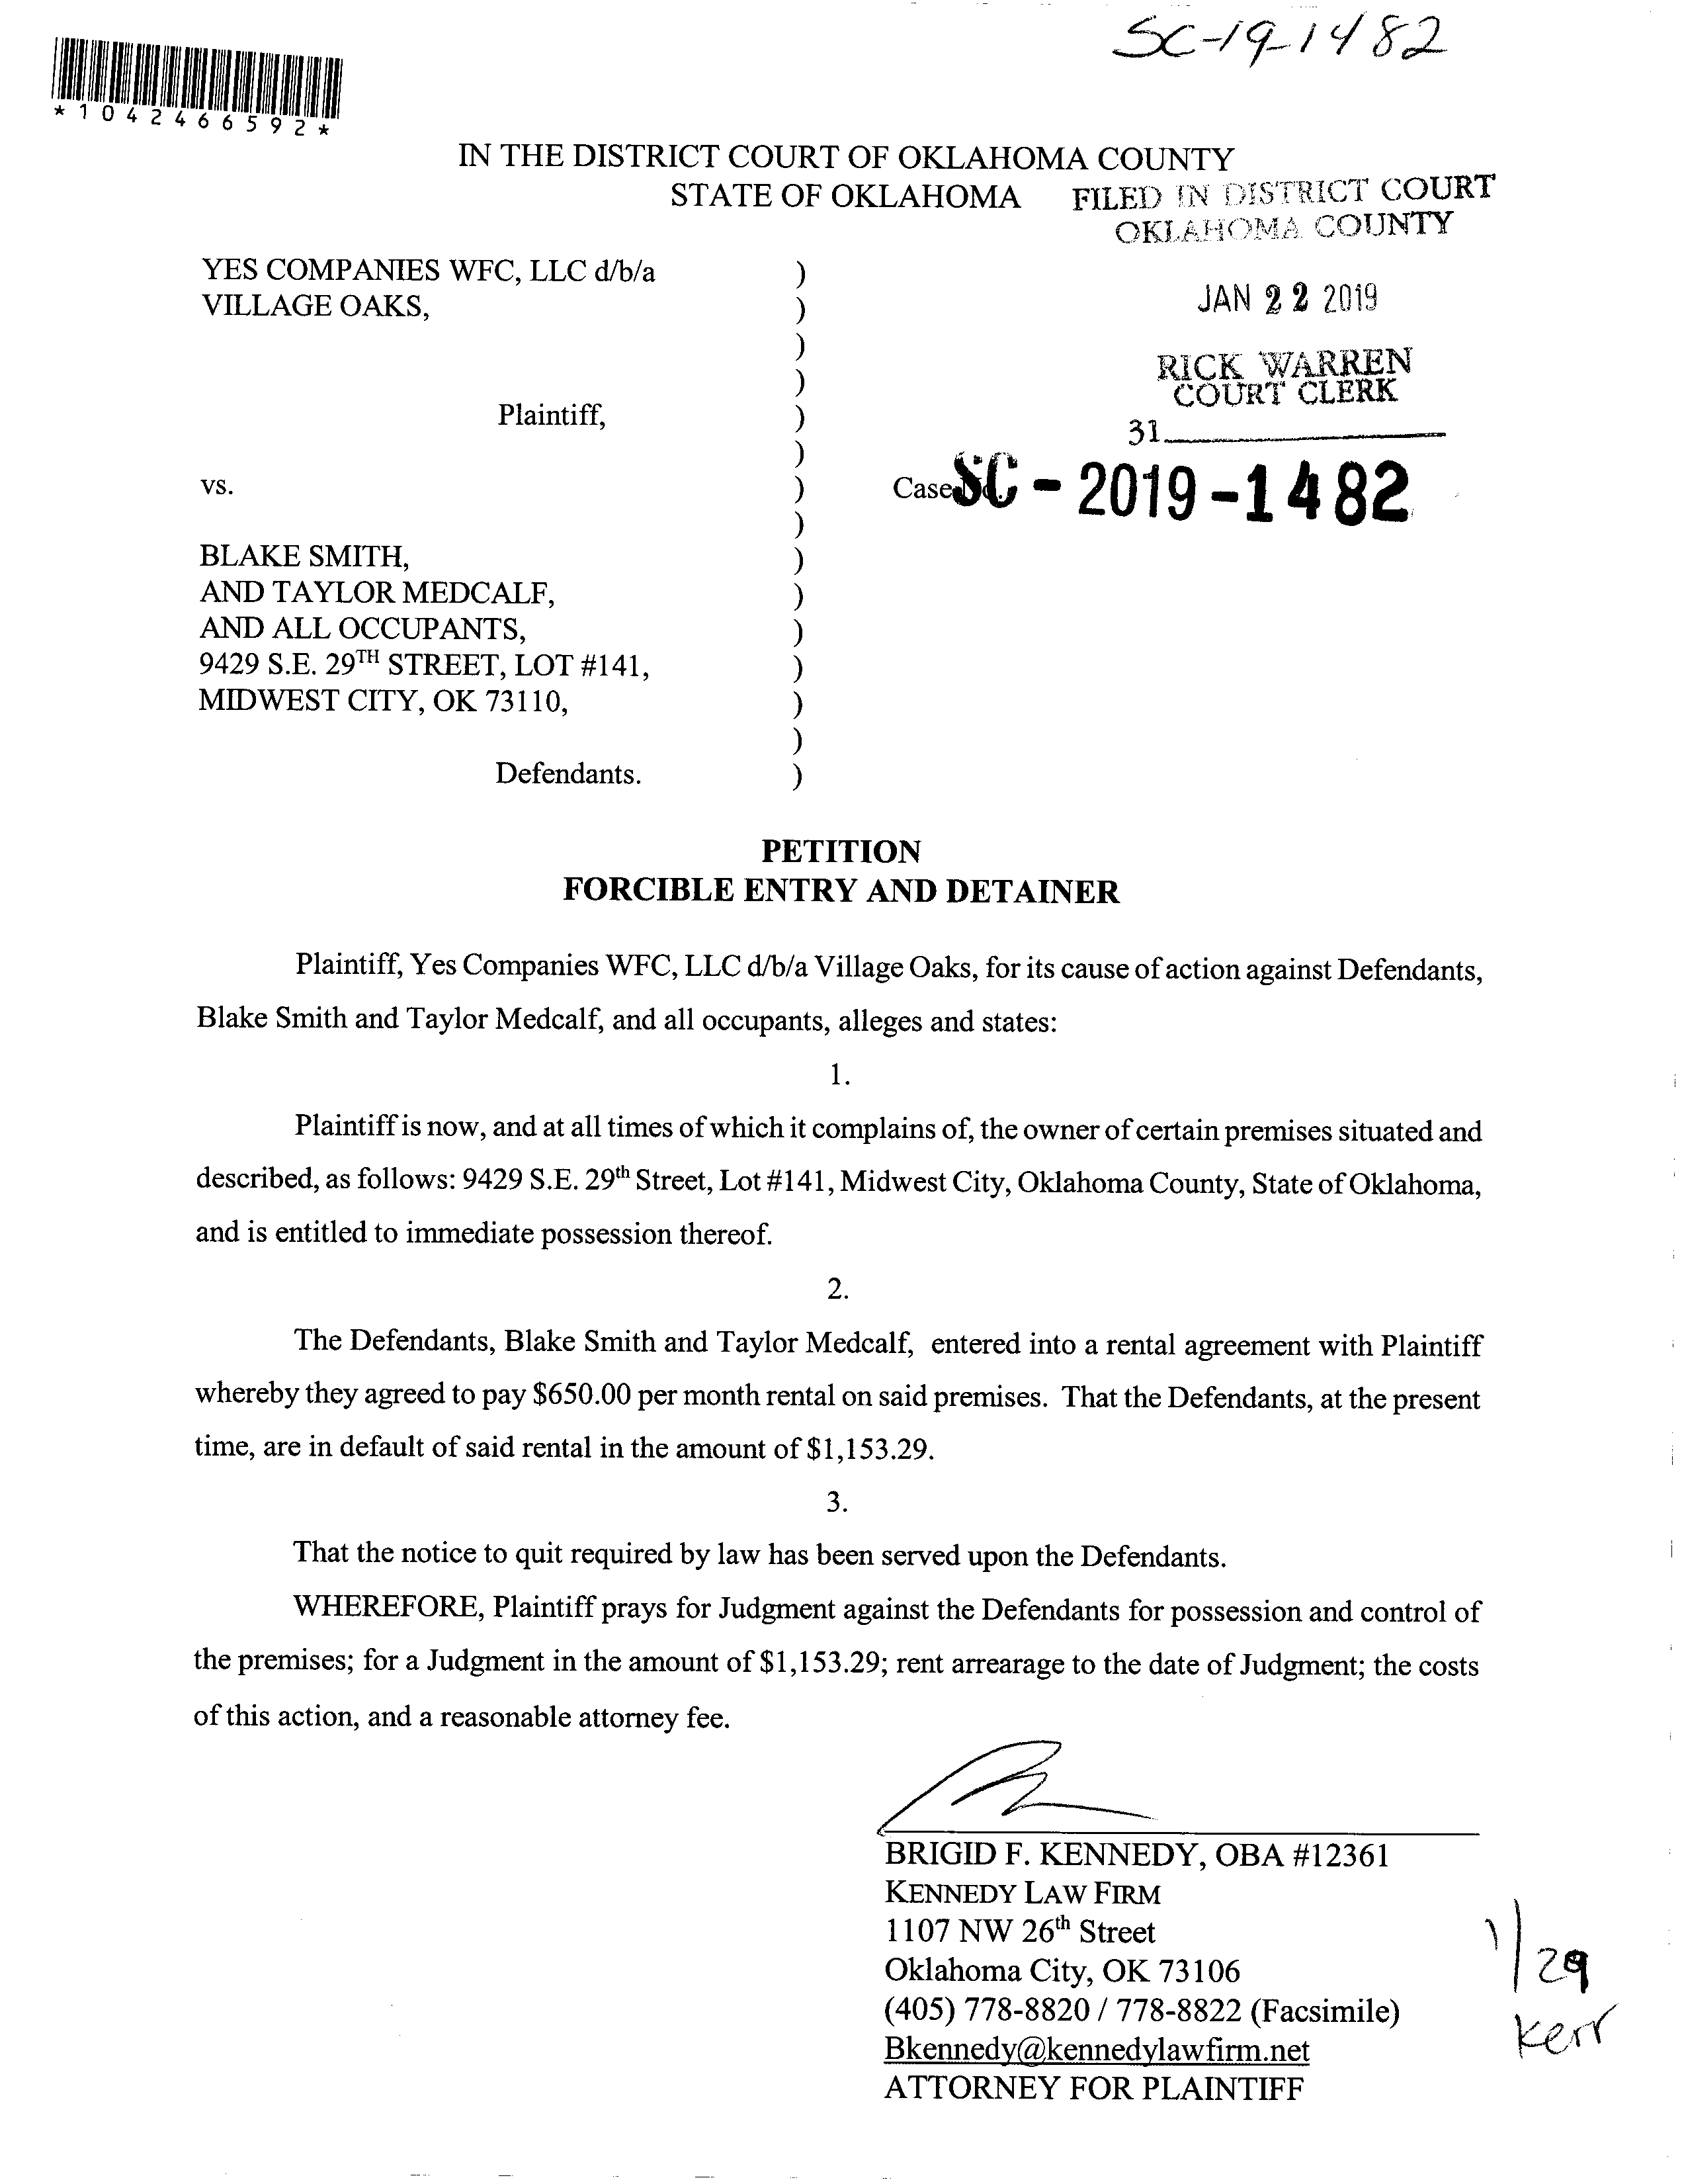 SC-19-1482
*1042466592*
IN THE DISTRICT COURT OF OKLAHOMA COUNTY
STATE OF OKLAHOMA
FILED IN DISTRICT COURT
OKLAHOMA COUNTY
YES COMPANIES WFC, LLC d/b/a )
VILLAGE OAKS, )
JAN 22 2019
)
RICK WARREN
COURT CLERK
)
Plaintiff, )
31
)
vs. )
Case No. SC - 2019 - 1482
)
BLAKE SMITH, )
AND TAYLOR MEDCALF, )
AND ALL OCCUPANTS, )
9429 S.E. 29TH STREET, LOT #141, )
MIDWEST CITY, OK 73110, )
)
Defendants. )
PETITION
FORCIBLE ENTRY AND DETAINER
Plaintiff, Yes Companies WFC, LLC d/b/a Village Oaks, for its cause of action against Defendants,
Blake Smith and Taylor Medcalf, and all occupants, alleges and states:
1.
Plaintiff is now, and at all times of which it complains of, the owner of certain premises situated and
described, as follows: 9429 S.E. 29th Street, Lot #141, Midwest City, Oklahoma County, State of Oklahoma,
and is entitled to immediate possession thereof.
2.
The Defendants, Blake Smith and Taylor Medcalf, entered into a rental agreement with Plaintiff
whereby they agreed to pay $650.00 per month rental on said premises. That the Defendants, at the present
time, are in default of said rental in the amount of $1,153.29.
3.
That the notice to quit required by law has been served upon the Defendants.
WHEREFORE, Plaintiff prays for Judgment against the Defendants for possession and control of
the premises; for a Judgment in the amount of $1,153.29; rent arrearage to the date of Judgment; the costs
of this action, and a reasonable attorney fee.
BRIGID F. KENNEDY, OBA #12361
KENNEDY LAW FIRM
1107 NW 26th Street
Oklahoma City, OK 73106
(405) 778-8820 / 778-8822 (Facsimile)
Bkennedy@kennedylawfirm.net
ATTORNEY FOR PLAINTIFF
1/29
Kerr